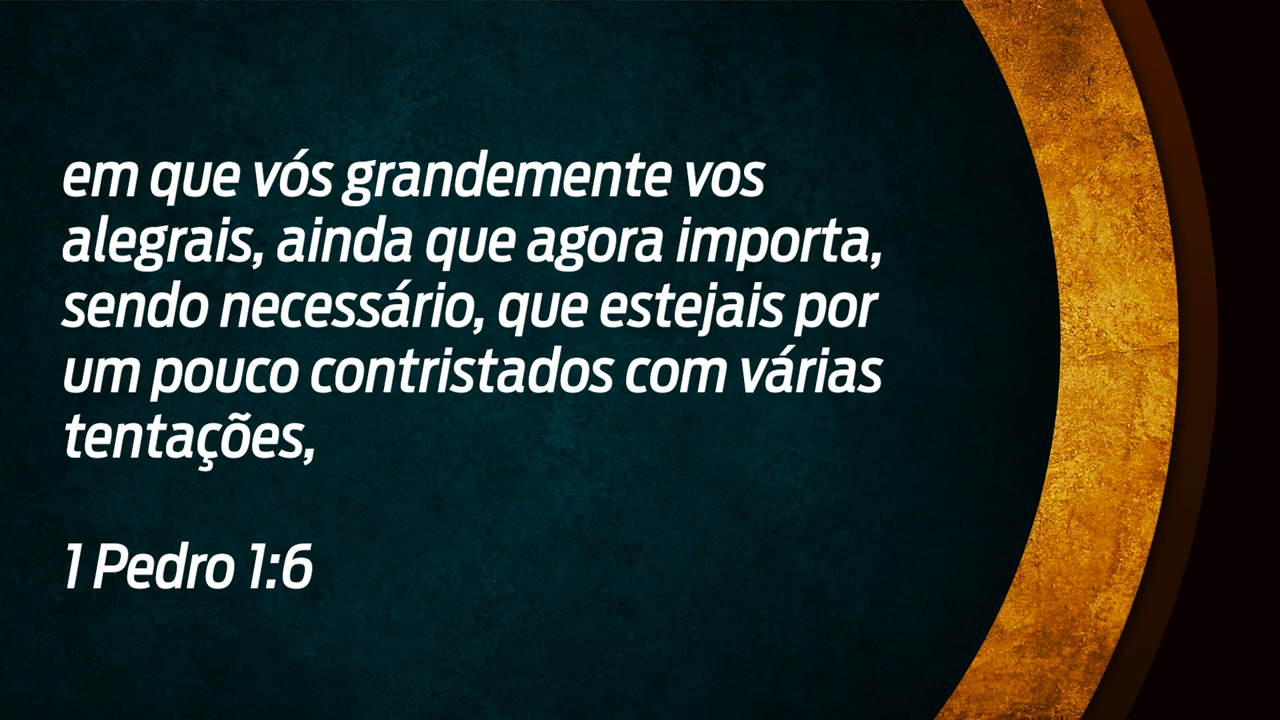 em que vós grandemente vos
alegrais, ainda que agora importa,
sendo necessário, que estejais por
um pouco contristados com várias
tentações,
1 Pedro 1:6